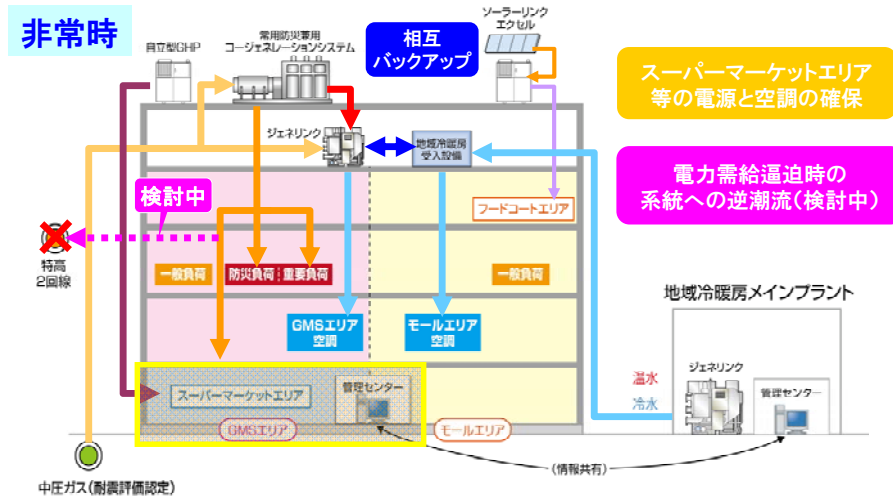 非常時
自立型GHP
常用防災兼用
コージェネレーションシステム
相互
バックアップ
ソーラーリンク
エクセル
スーパーマーケットエリア
等の電源と空調の確保
ジェネリンク
地域冷暖房
受入設備
電力需給逼迫時の
系統への逆潮流(検討中)
検討中
フードコートエリア
特高
2回線
一般負荷
防災負荷
重要負荷
一般負荷
地域冷暖房メインプラント
GMSエリア
空調
モールエリア
空調
ジェネリンク
温水
冷水
管理センター
スーパーマーケットエリア
管理センター
GMSエリア
モールエリア
(情報共有)
中圧ガス(耐震評価認定)